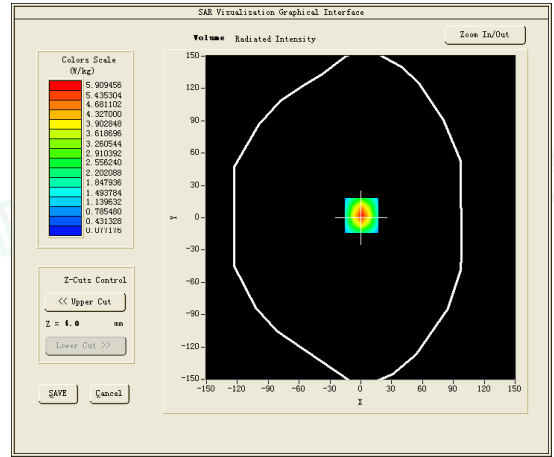 SAR Visualisation Graphical Interface
Volume Radiated Intensity
Zoom In/Out
Colors Scale
(W/kg)
5.909456
5.435304
4.681102
4.327000
3.902848
3.618696
3.260544
2.910392
2.556240
2.202088
1.847936
1.493784
1.139632
0.785480
0.431328
0.077176
Z-Cuts Control
<< Upper Cut
Z = 4.0 mm
Lower Cut >>
SAVE Cancel
150
120
90
60
30
Y
0
-30
-60
-90
-120
-150
-150 -120 -90 -60 -30 0 30 60 90 120 150
X